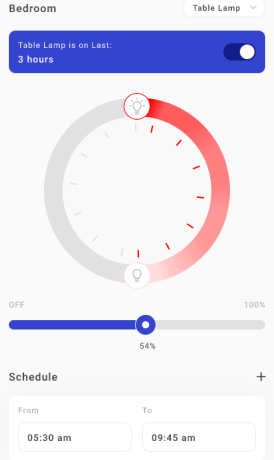 Bedroom
Table Lamp
Table Lamp is on Last:
3 hours
OFF
100%
54%
Schedule
From
To
05:30 am
09:45 am